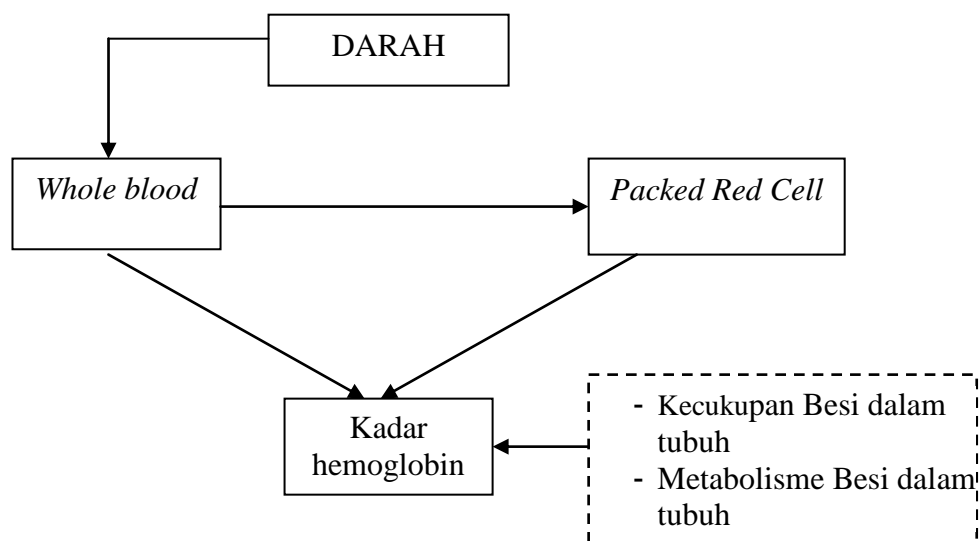 DARAH
Whole blood
Packed Red Cell
Kadar
hemoglobin
- Kecukupan Besi dalam
tubuh
- Metabolisme Besi dalam
tubuh